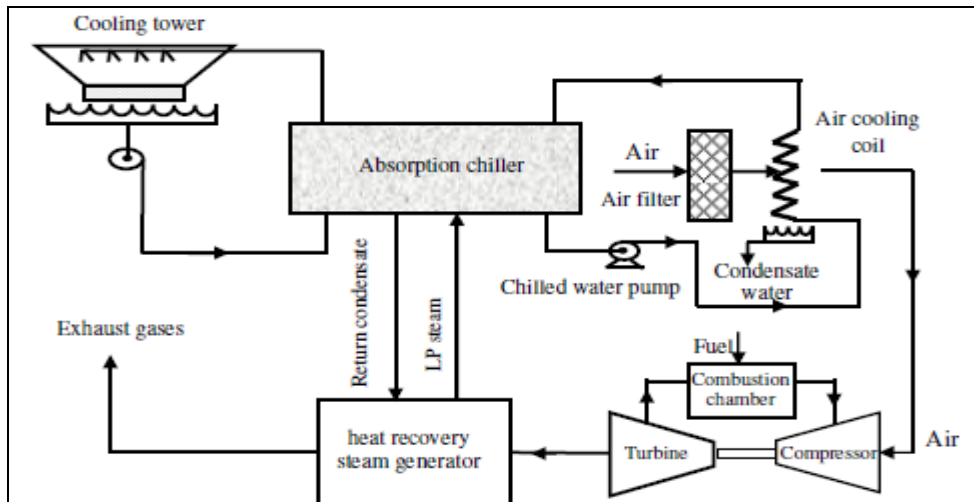 Cooling tower
Absorption chiller
Air
Air filter
Air cooling
coil
Chilled water pump
Condensate
water
Exhaust gases
Return condensate
LP steam
Fuel
Combustion
chamber
heat recovery
steam generator
Turbine
Compressor
Air